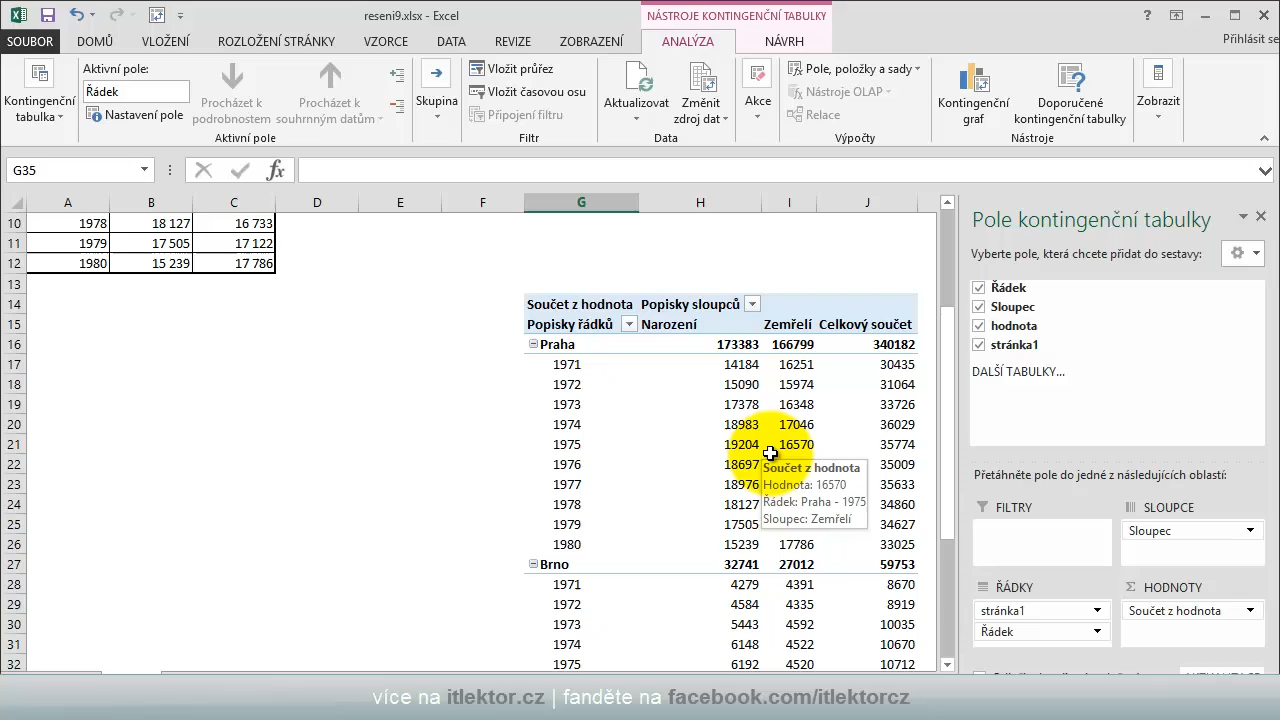 reseni9.xlsx - Excel
NÁSTROJE KONTINGENČNÍ TABULKY
?
SOUBOR DOMŮ VLOŽENÍ ROZLOŽENÍ STRÁNKY VZORCE DATA REVIZE ZOBRAZENÍ ANALÝZA NÁVRH Přihlásit se
Kontingenční tabulka
Aktivní pole:
Řádek
Nastavení pole
Procházet k podrobnostem
Procházet k souhrnným datům
Aktivní pole
Skupina
Vložit průřez
Vložit časovou osu
Připojení filtru
Filtr
Aktualizovat
Změnit zdroj dat
Data
Akce
Pole, položky a sady
Nástroje OLAP
Relace
Výpočty
Kontingenční graf
Doporučené kontingenční tabulky
Nástroje
Zobrazit
G35
fx
A B C D E F G H I J
10 1978 18 127 16 733
11 1979 17 505 17 122
12 1980 15 239 17 786
13
14 Součet z hodnota Popisky sloupců
15 Popisky řádků Narození Zemřelí Celkový součet
16 Praha 173383 166799 340182
17 1971 14184 16251 30435
18 1972 15090 15974 31064
19 1973 17378 16348 33726
20 1974 18983 17046 36029
21 1975 19204 16570 35774
22 1976 18697 35009
23 1977 18976 35633
24 1978 18127 34860
25 1979 17505 34627
26 1980 15239 17786 33025
27 Brno 32741 27012 59753
28 1971 4279 4391 8670
29 1972 4584 4335 8919
30 1973 5443 4592 10035
31 1974 6148 4522 10670
32 1975 6192 4520 10712
Součet z hodnota
Hodnota: 16570
Řádek: Praha - 1975
Sloupec: Zemřelí
Pole kontingenční tabulky
Vyberte pole, která chcete přidat do sestavy:
Řádek
Sloupec
hodnota
stránka1
DALŠÍ TABULKY...
Přetáhněte pole do jedné z následujících oblastí:
FILTRY
SLOUPCE
Sloupec
ŘÁDKY
stránka1
Řádek
HODNOTY
Součet z hodnota
více na itlektor.cz | fanděte na facebook.com/itlektorcz